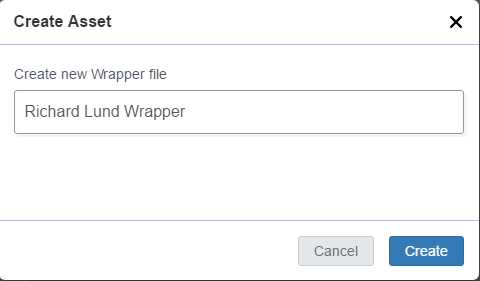 Create Asset
Create new Wrapper file
Richard Lund Wrapper
Cancel
Create